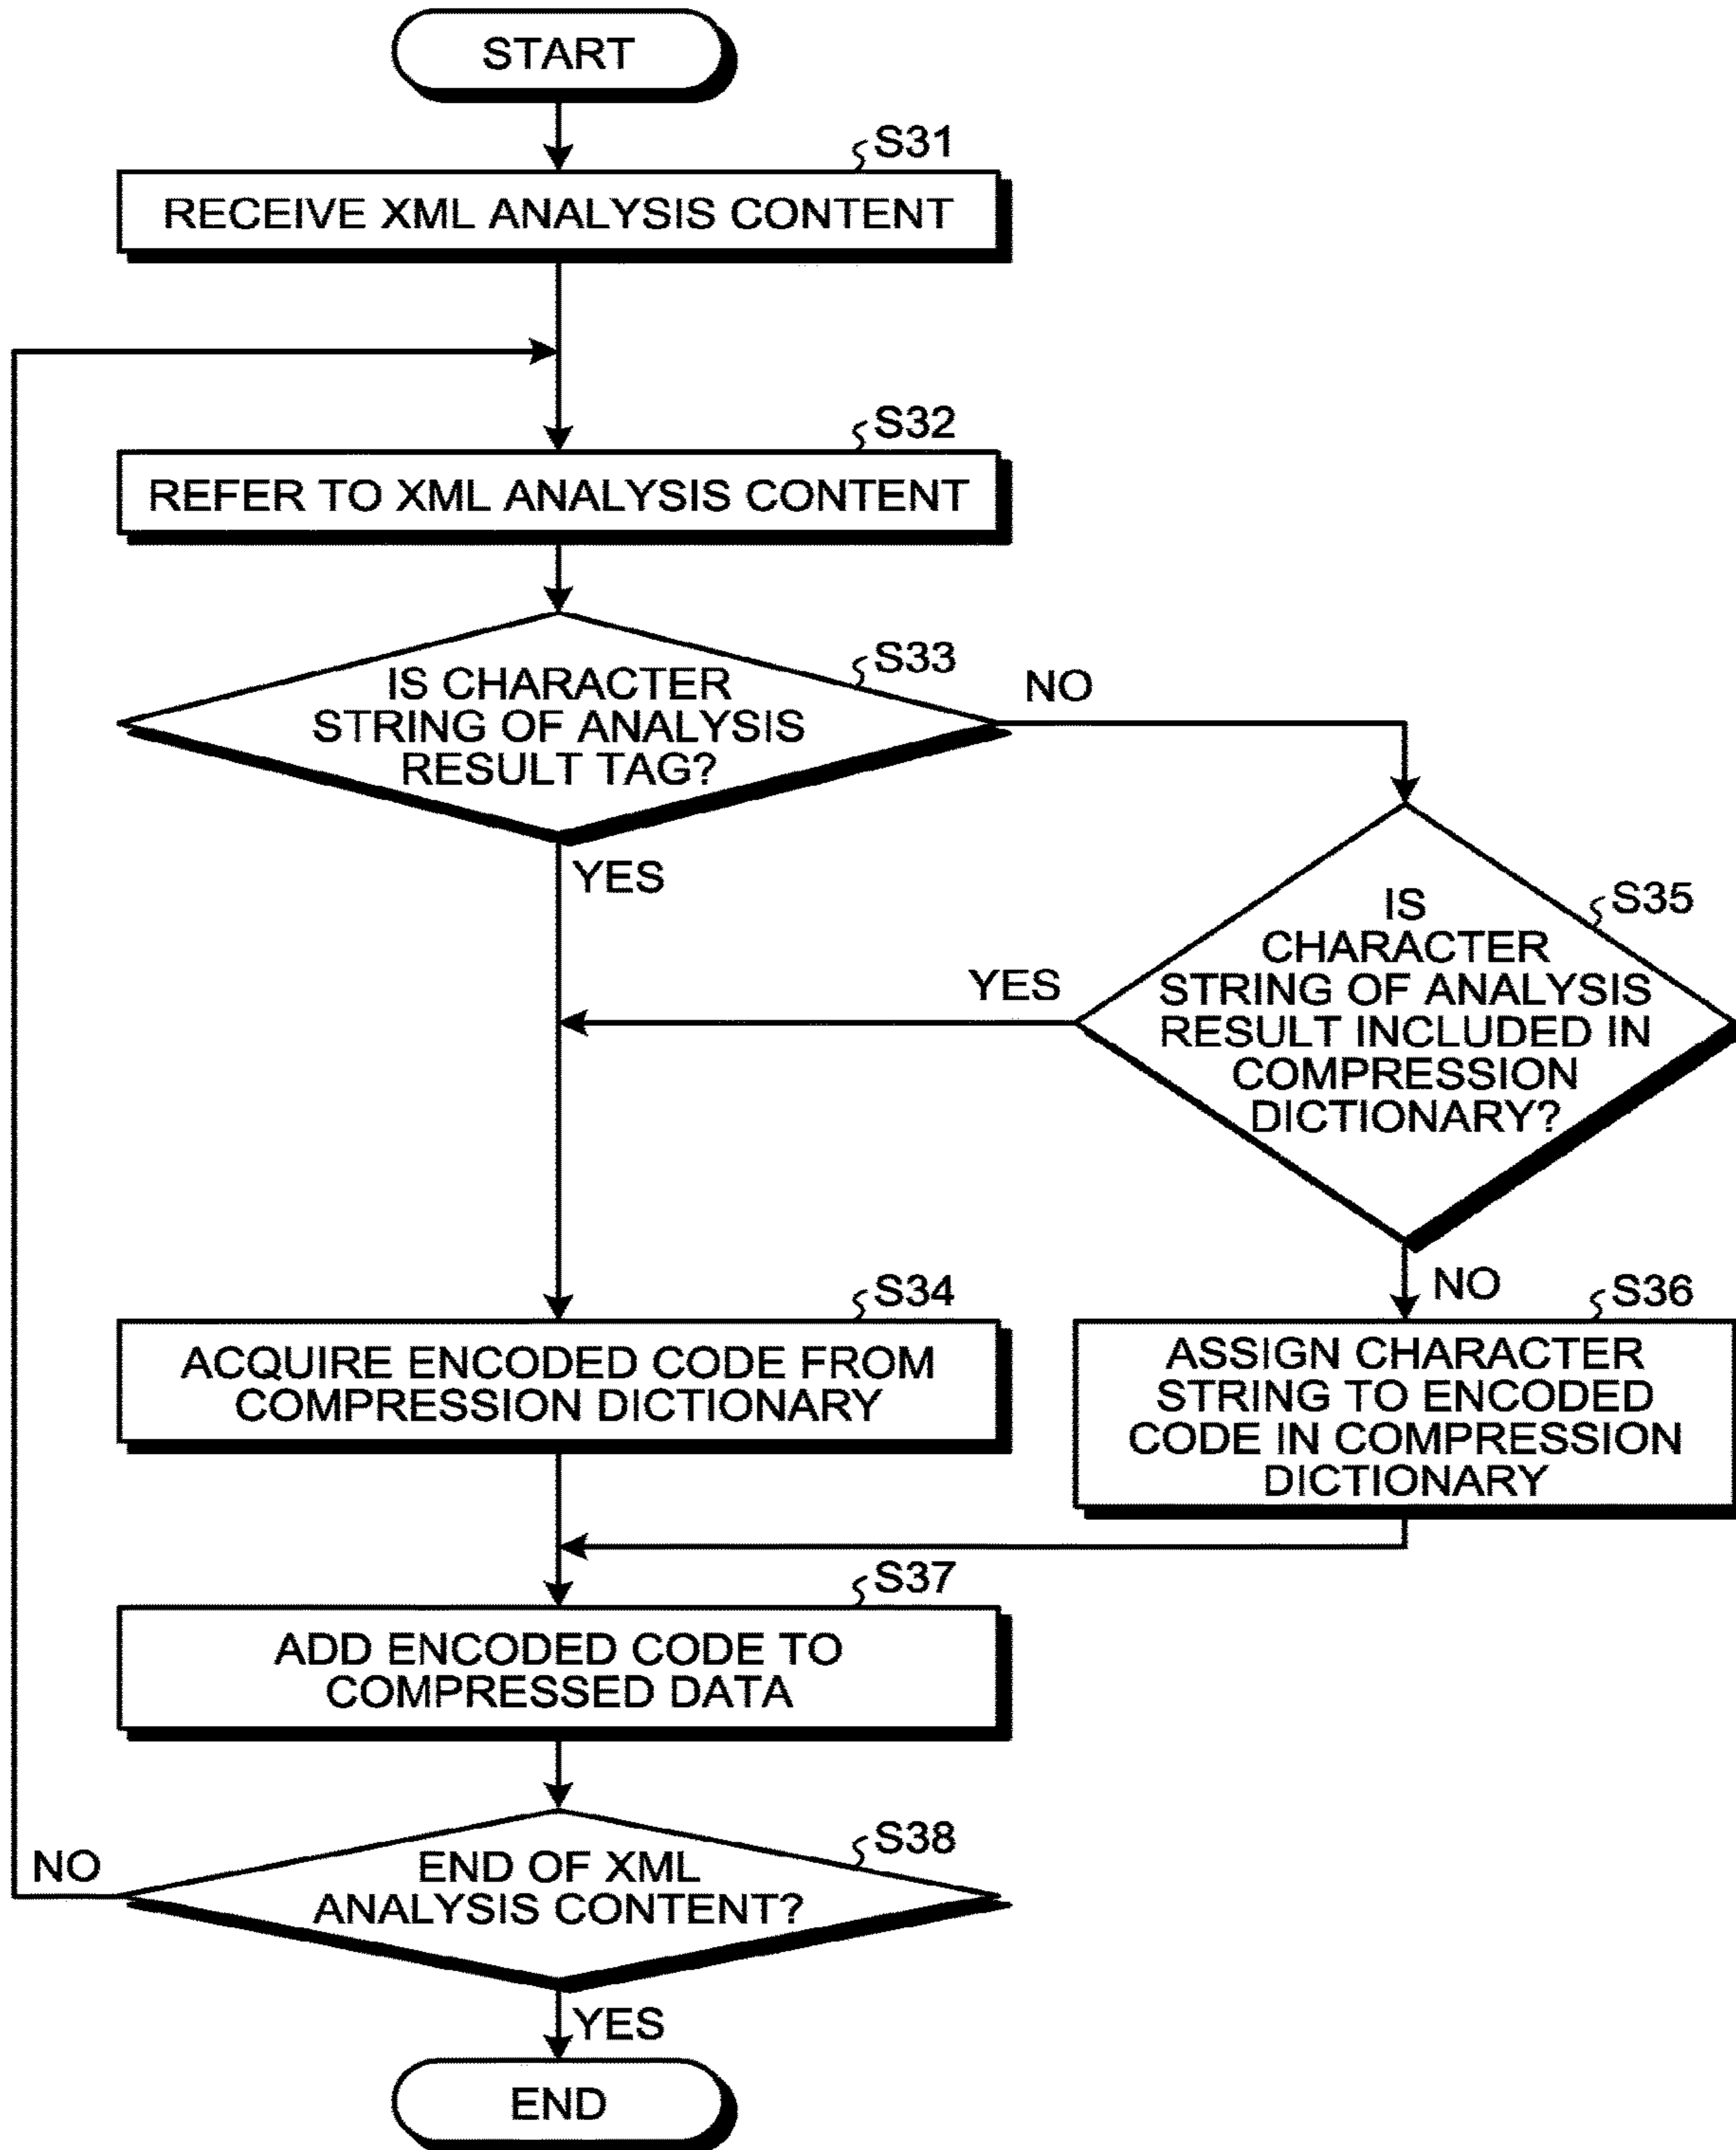 START
S31
RECEIVE XML ANALYSIS CONTENT
S32
REFER TO XML ANALYSIS CONTENT
S33
IS CHARACTER
STRING OF ANALYSIS
RESULT TAG?
NO
YES
S35
IS
CHARACTER
STRING OF ANALYSIS
RESULT INCLUDED IN
COMPRESSION
DICTIONARY?
YES
NO
S34
ACQUIRE ENCODED CODE FROM
COMPRESSION DICTIONARY
S36
ASSIGN CHARACTER
STRING TO ENCODED
CODE IN COMPRESSION
DICTIONARY
S37
ADD ENCODED CODE TO
COMPRESSED DATA
S38
END OF XML
ANALYSIS CONTENT?
NO
YES
END